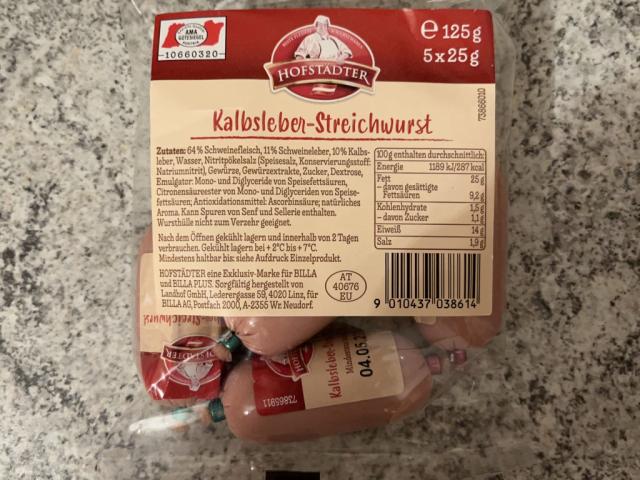 AMA
GÜTESIEGEL
10660320
HOFSTÄDTER
e 125g
5x25g
73866010
Kalbsleber-Streichwurst
Zutaten: 64% Schweinefleisch, 11% Schweineleber, 10% Kalbs-
leber, Wasser, Nitritpökelsalz (Speisesalz, Konservierungsstoff:
Natriumnitrit), Gewürze, Gewürzextrakte, Zucker, Dextrose,
Emulgator: Mono- und Diglyceride von Speisefettsäuren,
Citronensäureester von Mono- und Diglyceriden von Speise-
fettsäuren; Antioxidationsmittel: Ascorbinsäure; natürliches
Aroma. Kann Spuren von Senf und Sellerie enthalten.
Wursthülle nicht zum Verzehr geeignet.
100g enthalten durchschnittlich:
Energie 1189 kJ/287 kcal
Fett 25 g
– davon gesättigte
Fettsäuren 9,2 g
Kohlenhydrate 1,5 g
– davon Zucker 1,1 g
Eiweiß 14 g
Salz 1,9 g
Nach dem Öffnen gekühlt lagern und innerhalb von 2 Tagen
verbrauchen. Gekühlt lagern bei +2°C bis +7°C.
Mindestens haltbar bis: siehe Aufdruck Einzelprodukt.
HOFSTÄDTER eine Exklusiv-Marke für BILLA
und BILLA PLUS. Sorgfältig hergestellt von
Landhof GmbH, Lederergasse 59, 4020 Linz, für
BILLA AG, Postfach 2000, A-2355 Wr. Neudorf.
AT
40676
EU
9 010437 038614
-Streichwurst
HOFSTÄDTER
Kalbsleber-
04.05
73865911